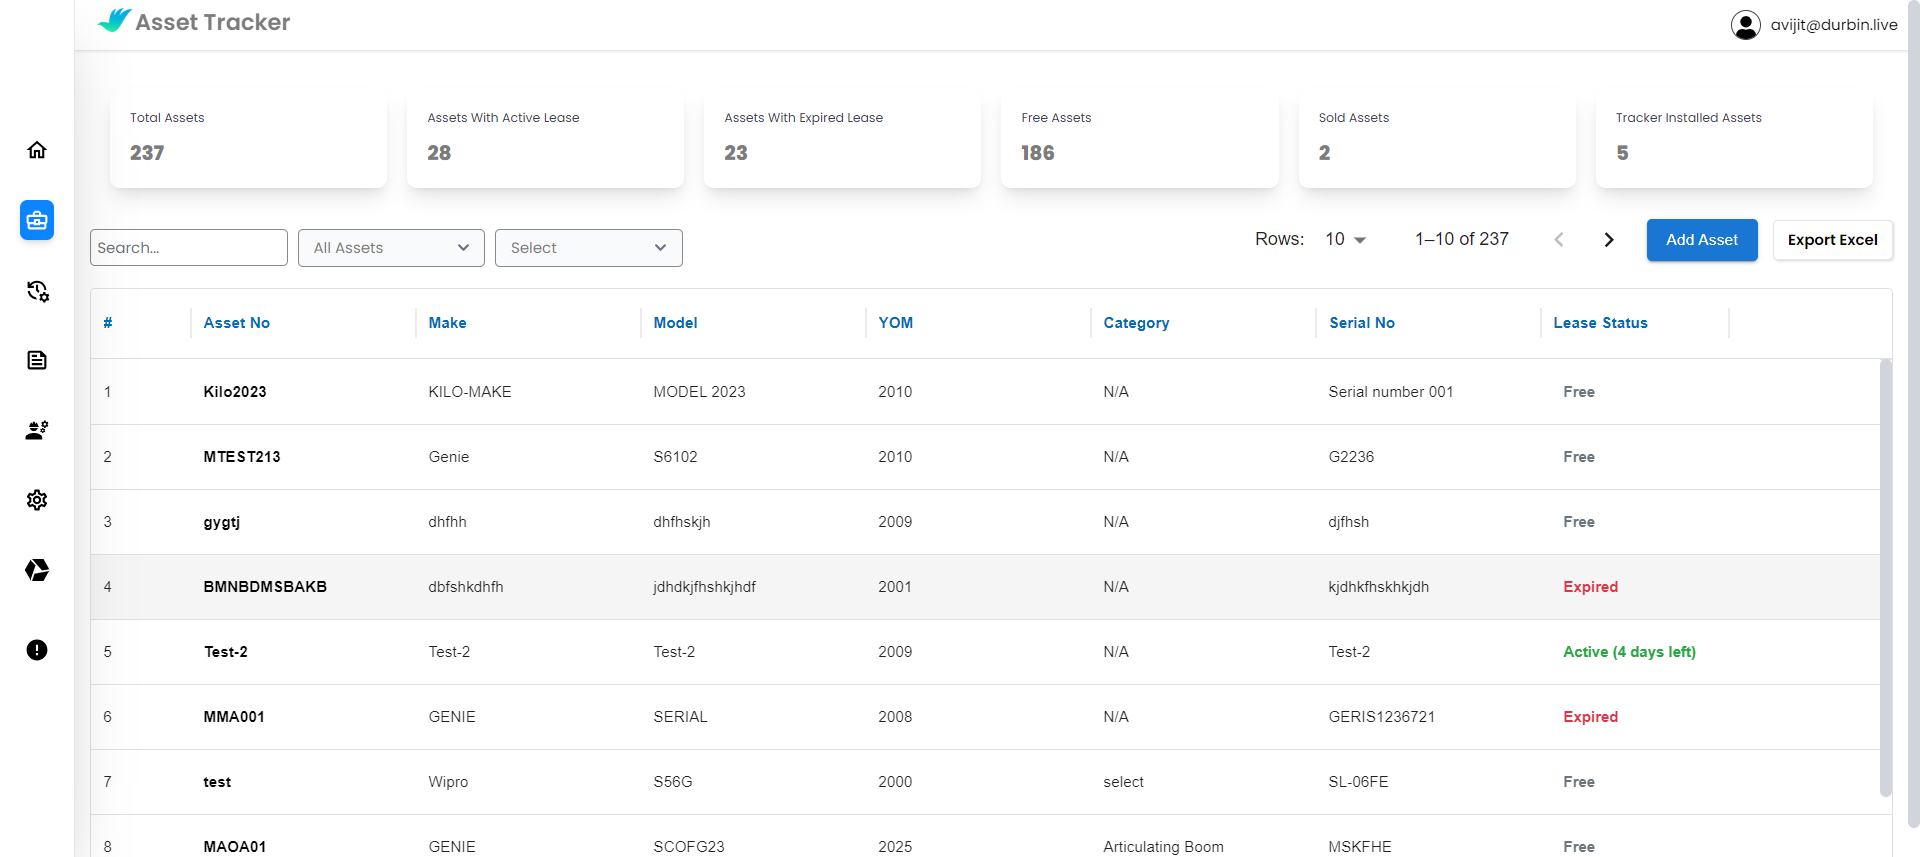 Asset Tracker
avijit@durbin.live
Total Assets
237
Assets With Active Lease
28
Assets With Expired Lease
23
Free Assets
186
Sold Assets
2
Tracker Installed Assets
5
Search...
All Assets
Select
Rows: 10 1–10 of 237
Add Asset
Export Excel
# Asset No Make Model YOM Category Serial No Lease Status
1 Kilo2023 KILO-MAKE MODEL 2023 2010 N/A Serial number 001 Free
2 MTEST213 Genie S6102 2010 N/A G2236 Free
3 gygtj dhfhh dhfhskjh 2009 N/A djfhsh Free
4 BMNBDMSBAKB dbfshkdhfh jdhdkjfhshkjhdf 2001 N/A kjdhkfhskhkjdh Expired
5 Test-2 Test-2 Test-2 2009 N/A Test-2 Active (4 days left)
6 MMA001 GENIE SERIAL 2008 N/A GERIS1236721 Expired
7 test Wipro S56G 2000 select SL-06FE Free
8 MAOA01 GENIE SCOFG23 2025 Articulating Boom MSKFHE Free